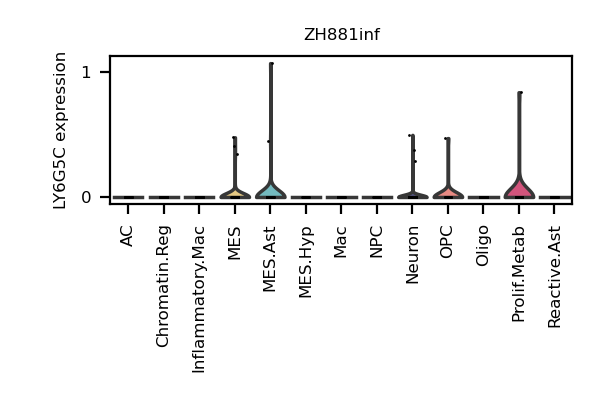 ZH881inf
LY6G5C expression
1
0
AC
Chromatin.Reg
Inflammatory.Mac
MES
MES.Ast
MES.Hyp
Mac
NPC
Neuron
OPC
Oligo
Prolif.Metab
Reactive.Ast